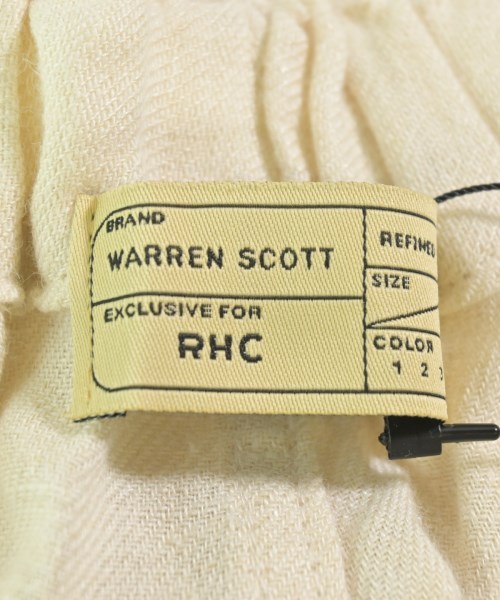 BRAND
WARREN SCOTT
EXCLUSIVE FOR
RHC
REFINED
SIZE
COLOR
1 2